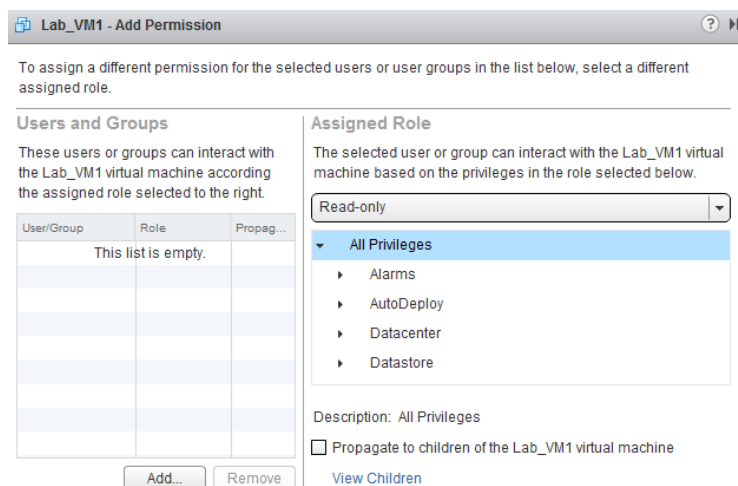 Lab_VM1 - Add Permission
?
To assign a different permission for the selected users or user groups in the list below, select a different
assigned role.
Users and Groups
These users or groups can interact with
the Lab_VM1 virtual machine according
the assigned role selected to the right.
User/Group Role Propag...
This list is empty.
Add... Remove
Assigned Role
The selected user or group can interact with the Lab_VM1 virtual
machine based on the privileges in the role selected below.
Read-only
All Privileges
Alarms
AutoDeploy
Datacenter
Datastore
Description: All Privileges
Propagate to children of the Lab_VM1 virtual machine
View Children